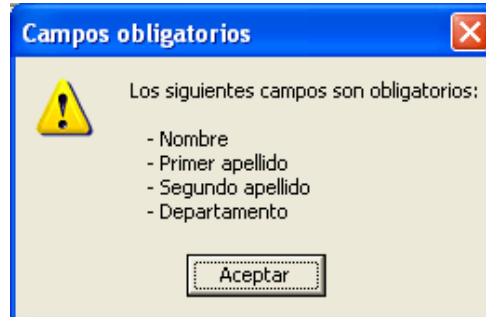 Campos obligatorios
Los siguientes campos son obligatorios:
- Nombre
- Primer apellido
- Segundo apellido
- Departamento
Aceptar